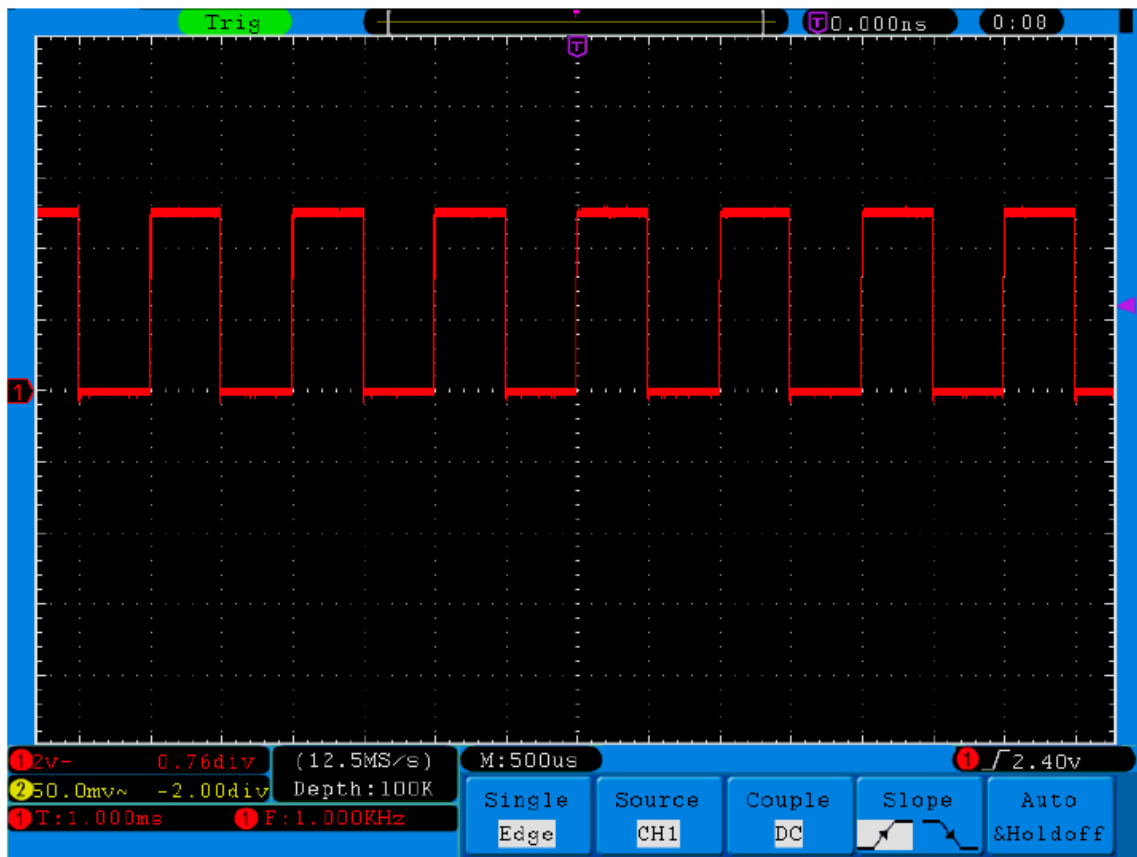 Trig T 0.000ns 0:08
T
1
1 2v- 0.76div (12.5MS/s) M:500us 1 2.40v
2 50.0mv~ -2.00div Depth:100K
1 T:1.000ms 1 F:1.000KHz
Single Source Couple Slope Auto
Edge CH1 DC &Holdoff